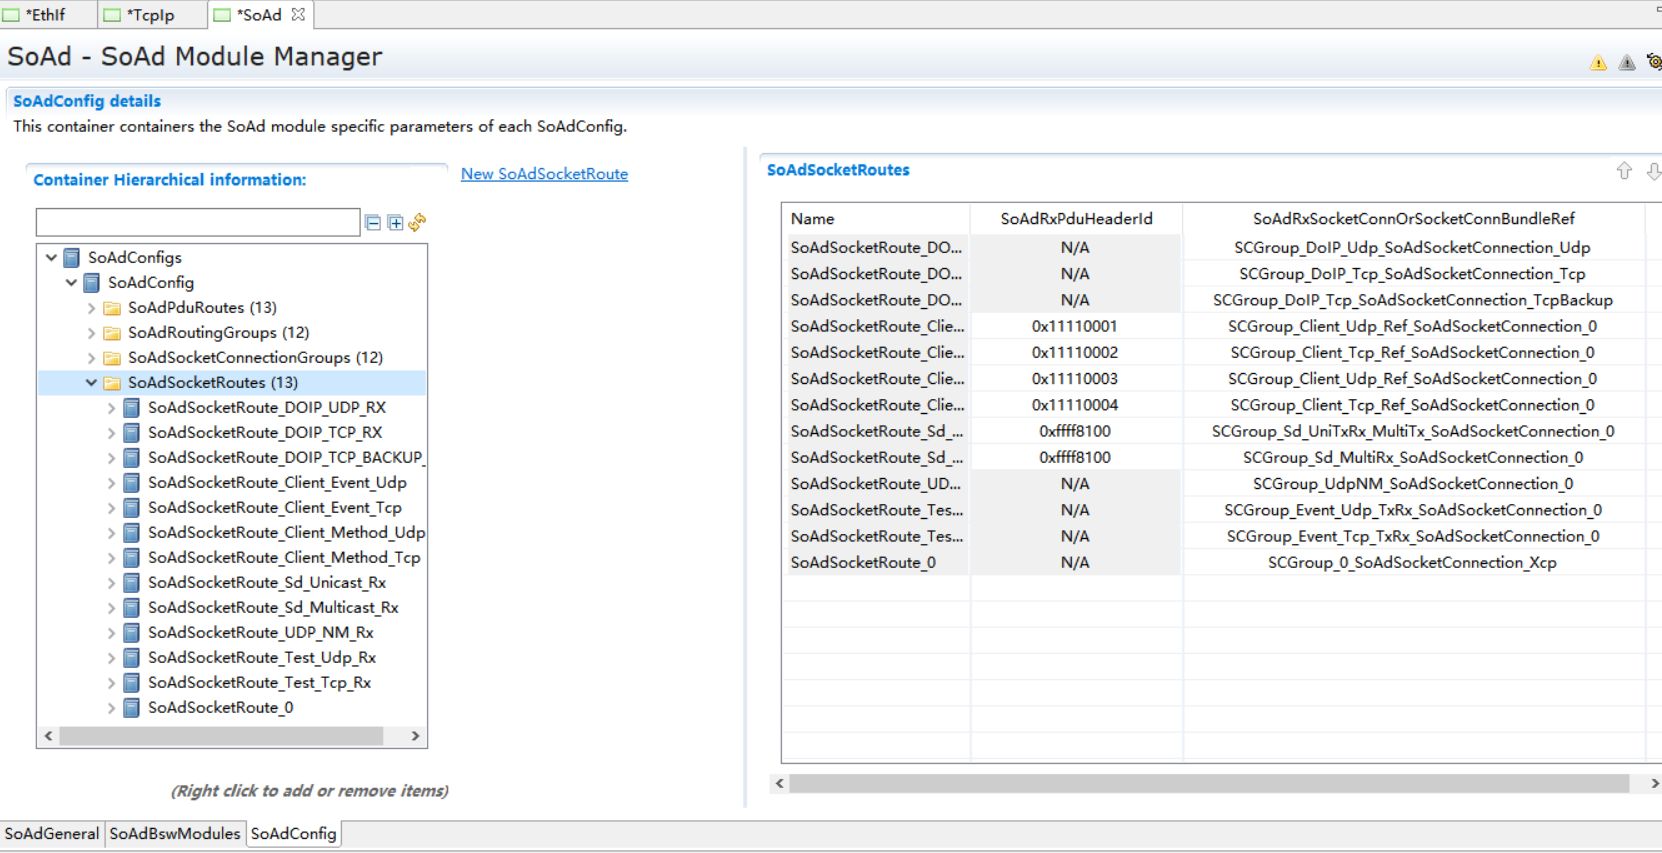 *EthIf
*TcpIp
*SoAd
SoAd - SoAd Module Manager
SoAdConfig details
This container containers the SoAd module specific parameters of each SoAdConfig.
Container Hierarchical information:
New SoAdSocketRoute
SoAdConfigs
SoAdConfig
SoAdPduRoutes (13)
SoAdRoutingGroups (12)
SoAdSocketConnectionGroups (12)
SoAdSocketRoutes (13)
SoAdSocketRoute_DOIP_UDP_RX
SoAdSocketRoute_DOIP_TCP_RX
SoAdSocketRoute_DOIP_TCP_BACKUP_
SoAdSocketRoute_Client_Event_Udp
SoAdSocketRoute_Client_Event_Tcp
SoAdSocketRoute_Client_Method_Udp
SoAdSocketRoute_Client_Method_Tcp
SoAdSocketRoute_Sd_Unicast_Rx
SoAdSocketRoute_Sd_Multicast_Rx
SoAdSocketRoute_UDP_NM_Rx
SoAdSocketRoute_Test_Udp_Rx
SoAdSocketRoute_Test_Tcp_Rx
SoAdSocketRoute_0
(Right click to add or remove items)
SoAdSocketRoutes
Name SoAdRxPduHeaderId SoAdRxSocketConnOrSocketConnBundleRef
SoAdSocketRoute_DO... N/A SCGroup_DoIP_Udp_SoAdSocketConnection_Udp
SoAdSocketRoute_DO... N/A SCGroup_DoIP_Tcp_SoAdSocketConnection_Tcp
SoAdSocketRoute_DO... N/A SCGroup_DoIP_Tcp_SoAdSocketConnection_TcpBackup
SoAdSocketRoute_Clie... 0x11110001 SCGroup_Client_Udp_Ref_SoAdSocketConnection_0
SoAdSocketRoute_Clie... 0x11110002 SCGroup_Client_Tcp_Ref_SoAdSocketConnection_0
SoAdSocketRoute_Clie... 0x11110003 SCGroup_Client_Udp_Ref_SoAdSocketConnection_0
SoAdSocketRoute_Clie... 0x11110004 SCGroup_Client_Tcp_Ref_SoAdSocketConnection_0
SoAdSocketRoute_Sd_... 0xffff8100 SCGroup_Sd_UniTxRx_MultiTx_SoAdSocketConnection_0
SoAdSocketRoute_Sd_... 0xffff8100 SCGroup_Sd_MultiRx_SoAdSocketConnection_0
SoAdSocketRoute_UD... N/A SCGroup_UdpNM_SoAdSocketConnection_0
SoAdSocketRoute_Tes... N/A SCGroup_Event_Udp_TxRx_SoAdSocketConnection_0
SoAdSocketRoute_Tes... N/A SCGroup_Event_Tcp_TxRx_SoAdSocketConnection_0
SoAdSocketRoute_0 N/A SCGroup_0_SoAdSocketConnection_Xcp
SoAdGeneral SoAdBswModules SoAdConfig